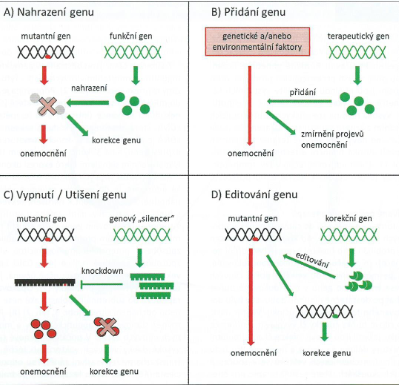 A) Nahrazení genu
mutantní gen
funkční gen
nahrazení
korekce genu
onemocnění
B) Přidání genu
genetické a/anebo
environmentální faktory
terapeutický gen
přidání
zmírnění projevů
onemocnění
onemocnění
C) Vypnutí / Utišení genu
mutantní gen
genový „silencer“
knockdown
onemocnění
korekce genu
D) Editování genu
mutantní gen
korekční gen
editování
onemocnění
korekce genu